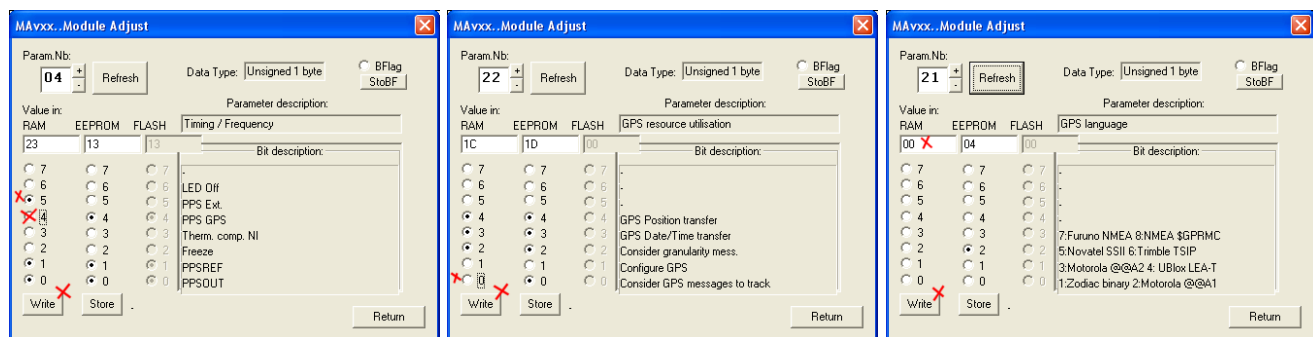 MAvxx..Module Adjust
Param.Nb:
04 + - Refresh Data Type: Unsigned 1 byte BFlag
StoBF
Value in: Parameter description:
RAM EEPROM FLASH Timing / Frequency
23 13 13 Bit description:
7 7 7 .
6 6 6 LED Off
5 5 5 PPS Ext.
4 4 4 PPS GPS
3 3 3 Therm. comp. NI
2 2 2 Freeze
1 1 1 PPSREF
0 0 0 PPSOUT
Write Store .
Return
MAvxx..Module Adjust
Param.Nb:
22 + - Refresh Data Type: Unsigned 1 byte BFlag
StoBF
Value in: Parameter description:
RAM EEPROM FLASH GPS resource utilisation
1C 1D 00 Bit description:
7 7 7 .
6 6 6 .
5 5 5 .
4 4 4 GPS Position transfer
3 3 3 GPS Date/Time transfer
2 2 2 Consider granularity mess.
1 1 1 Configure GPS
0 0 0 Consider GPS messages to track
Write Store .
Return
MAvxx..Module Adjust
Param.Nb:
21 + - Refresh Data Type: Unsigned 1 byte BFlag
StoBF
Value in: Parameter description:
RAM EEPROM FLASH GPS language
00 04 00 Bit description:
7 7 7 .
6 6 6 .
5 5 5 .
4 4 4 .
3 3 3 7:Furuno NMEA 8:NMEA $GPRMC
2 2 2 5:Novatel SSII 6:Trimble TSIP
1 1 1 3:Motorola @@A2 4: UBlox LEA-T
0 0 0 1:Zodiac binary 2:Motorola @@A1
Write Store .
Return